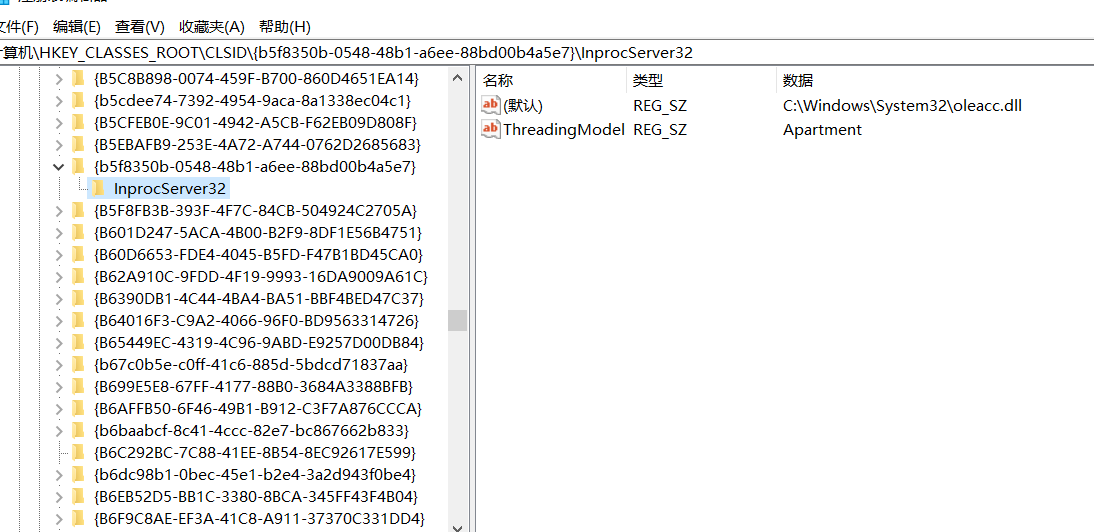 文件(F) 编辑(E) 查看(V) 收藏夹(A) 帮助(H)
计算机\HKEY_CLASSES_ROOT\CLSID\{b5f8350b-0548-48b1-a6ee-88bd00b4a5e7}\InprocServer32
{B5C8B898-0074-459F-B700-860D4651EA14}
{b5cdee74-7392-4954-9aca-8a1338ec04c1}
{B5CFEB0E-9C01-4942-A5CB-F62EB09D808F}
{B5EBAFB9-253E-4A72-A744-0762D2685683}
{b5f8350b-0548-48b1-a6ee-88bd00b4a5e7}
InprocServer32
{B5F8FB3B-393F-4F7C-84CB-504924C2705A}
{B601D247-5ACA-4B00-B2F9-8DF1E56B4751}
{B60D6653-FDE4-4045-B5FD-F47B1BD45CA0}
{B62A910C-9FDD-4F19-9993-16DA9009A61C}
{B6390DB1-4C44-4BA4-BA51-BBF4BED47C37}
{B64016F3-C9A2-4066-96F0-BD9563314726}
{B65449EC-4319-4C96-9ABD-E9257D00DB84}
{b67c0b5e-c0ff-41c6-885d-5bdcd71837aa}
{B699E5E8-67FF-4177-88B0-3684A3388BFB}
{B6AFFB50-6F46-49B1-B912-C3F7A876CCCA}
{b6baabcf-8c41-4ccc-82e7-bc867662b833}
{B6C292BC-7C88-41EE-8B54-8EC92617E599}
{b6dc98b1-0bec-45e1-b2e4-3a2d943f0be4}
{B6EB52D5-BB1C-3380-8BCA-345FF43F4B04}
{B6F9C8AE-EF3A-41C8-A911-37370C331DD4}
名称 类型 数据
(默认) REG_SZ C:\Windows\System32\oleacc.dll
ThreadingModel REG_SZ Apartment